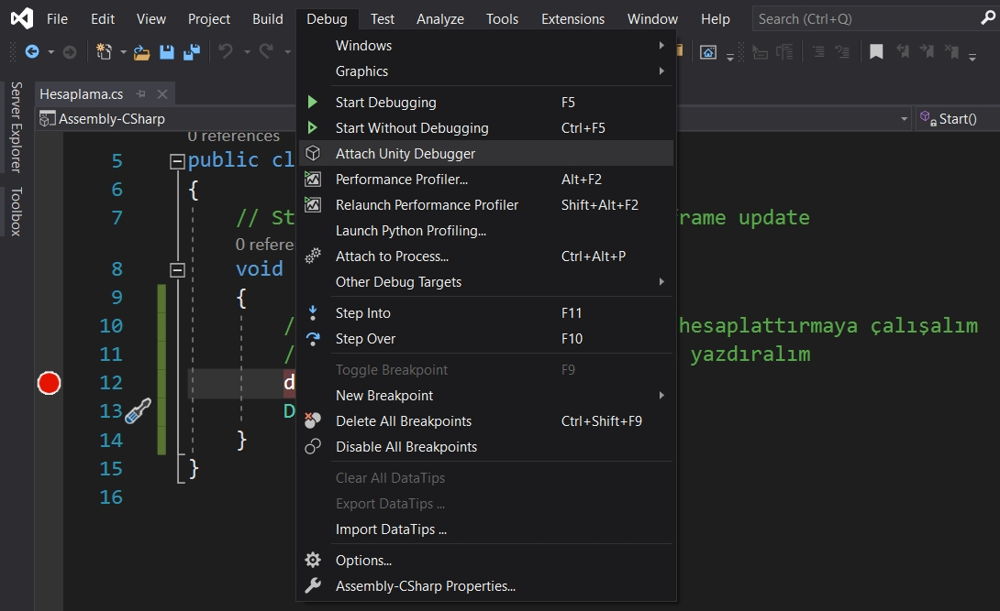 File Edit View Project Build Debug Test Analyze Tools Extensions Window Help Search (Ctrl+Q)
Server Explorer
Toolbox
Hesaplama.cs
Assembly-CSharp
Start()
0 references
5 public cl
6 {
7 // St
rame update
0 refere
8 void
9 {
10 /
hesaplattırmaya çalışalım
11 /
yazdıralım
12 d
13 D
14 }
15 }
16
Windows
Graphics
Start Debugging F5
Start Without Debugging Ctrl+F5
Attach Unity Debugger
Performance Profiler... Alt+F2
Relaunch Performance Profiler Shift+Alt+F2
Launch Python Profiling...
Attach to Process... Ctrl+Alt+P
Other Debug Targets
Step Into F11
Step Over F10
Toggle Breakpoint F9
New Breakpoint
Delete All Breakpoints Ctrl+Shift+F9
Disable All Breakpoints
Clear All DataTips
Export DataTips ...
Import DataTips ...
Options...
Assembly-CSharp Properties...